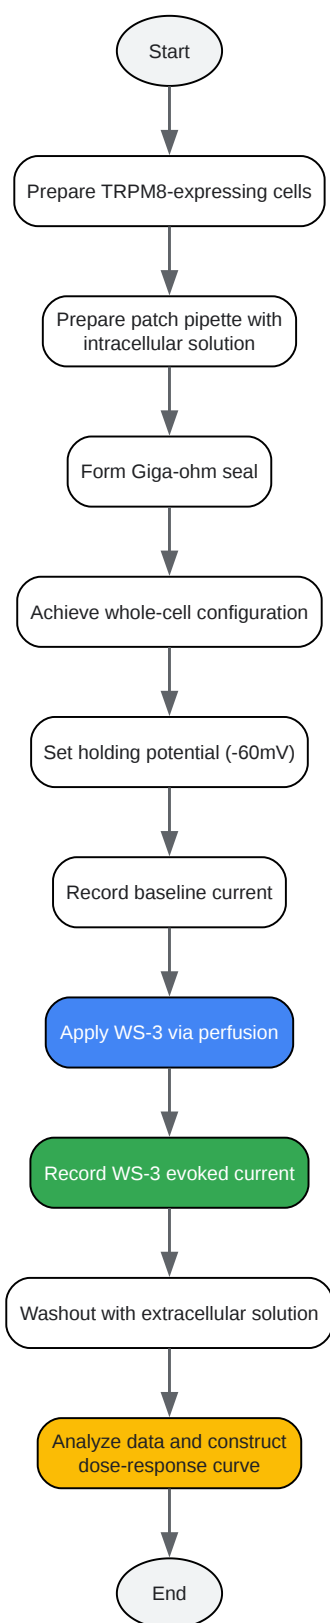 Start
Prepare TRPM8-expressing cells
Prepare patch pipette with
intracellular solution
Form Giga-ohm seal
Achieve whole-cell configuration
Set holding potential (-60mV)
Record baseline current
Apply WS-3 via perfusion
Record WS-3 evoked current
Washout with extracellular solution
Analyze data and construct
dose-response curve
End